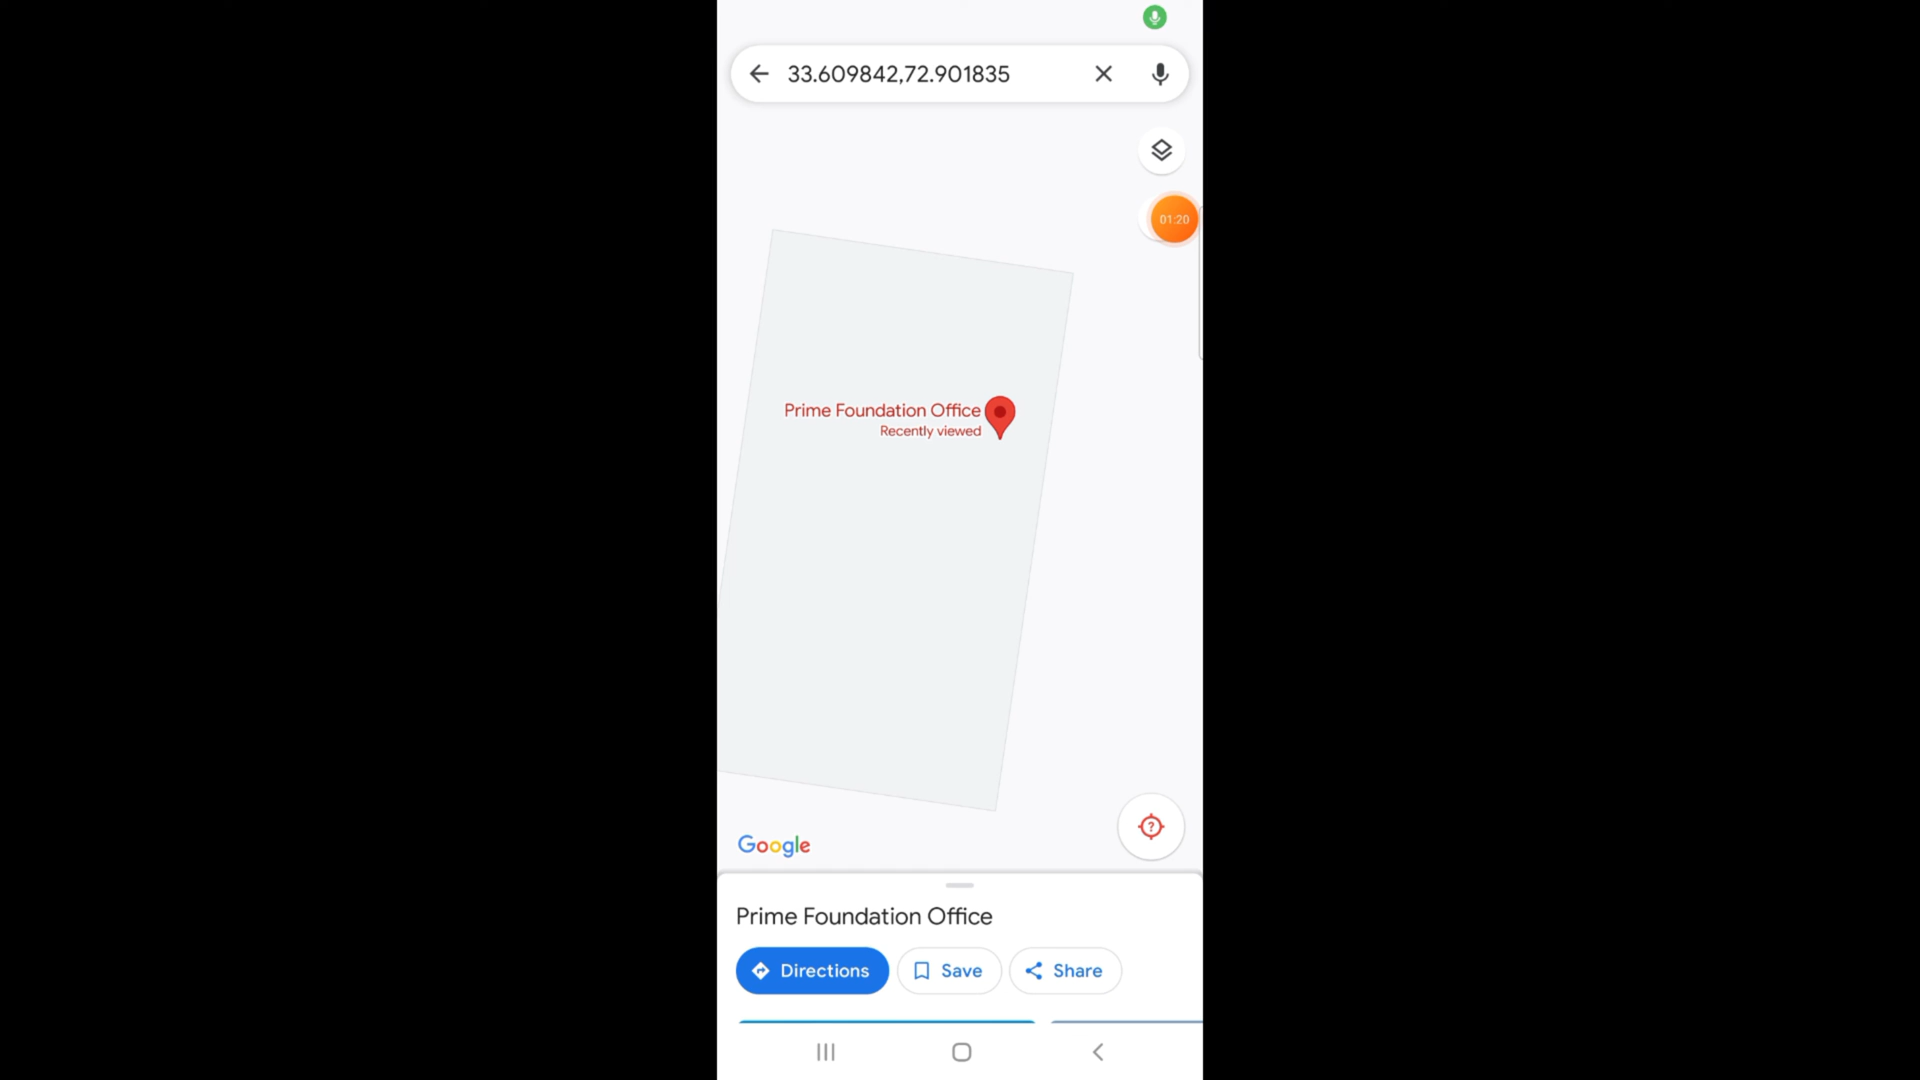 33.609842,72.901835
01:20
Prime Foundation Office
Recently viewed
?
Google
Prime Foundation Office
Directions
Save
Share